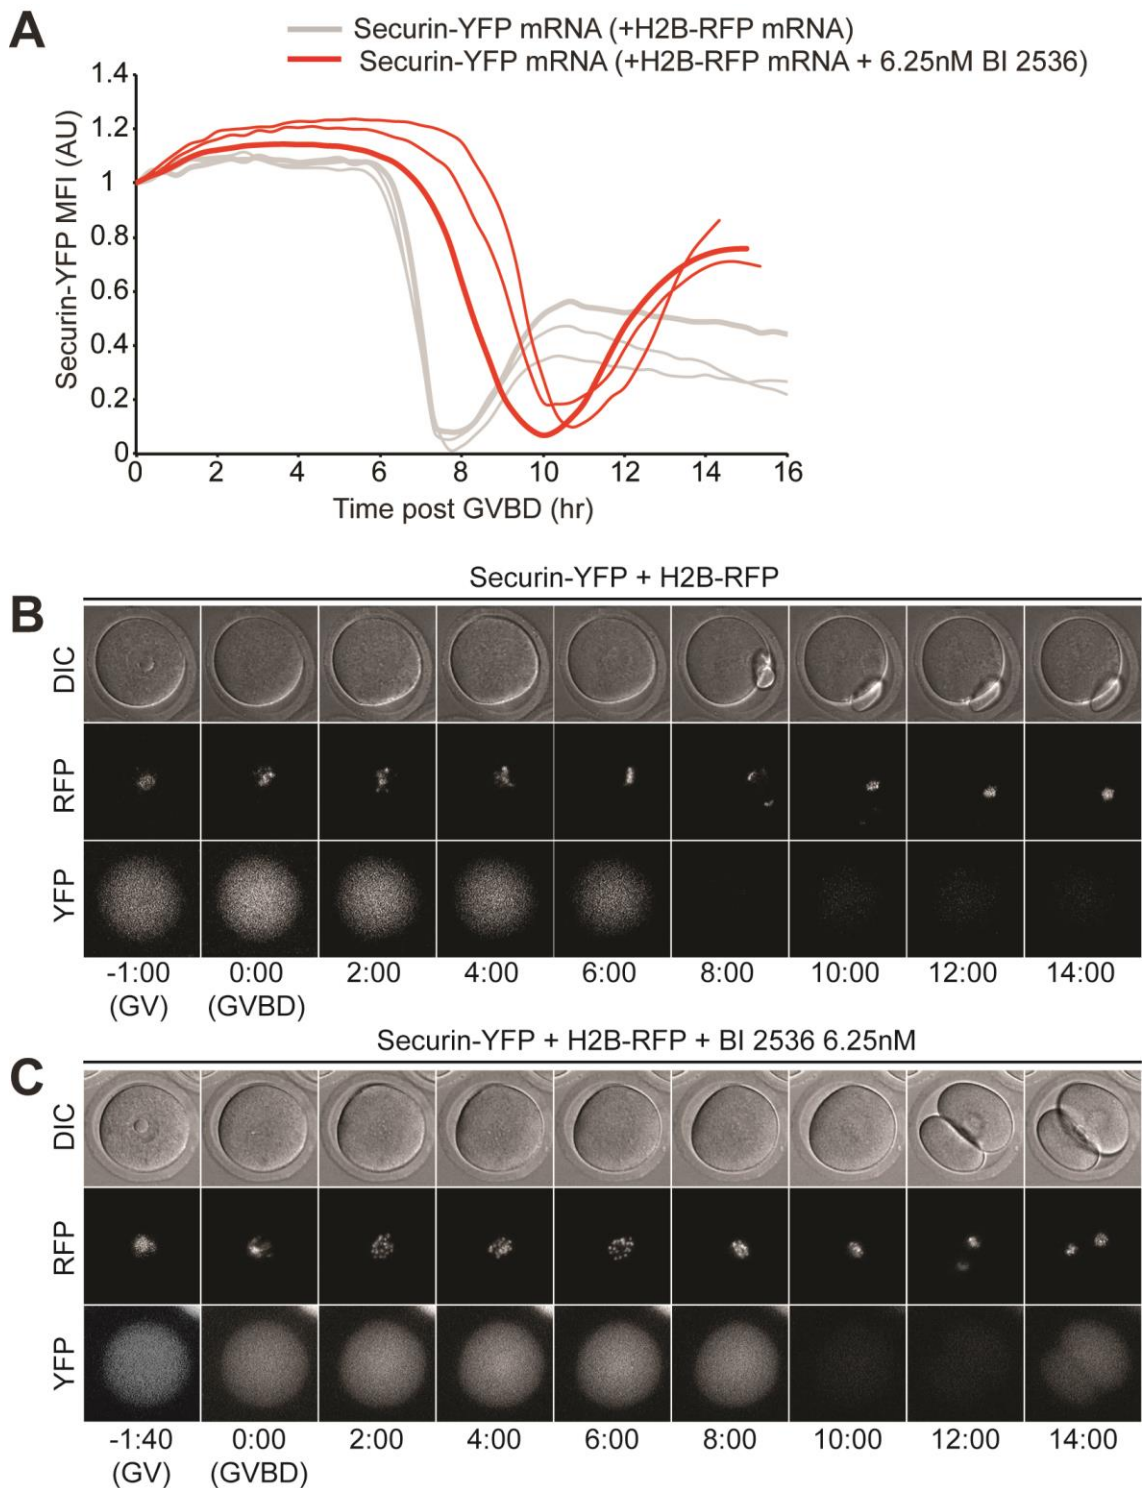 A
Securin-YFP mRNA (+H2B-RFP mRNA)
Securin-YFP mRNA (+H2B-RFP mRNA + 6.25nM BI 2536)
Securin-YFP MFI (AU)
1.4
1.2
1
0.8
0.6
0.4
0.2
0
0 2 4 6 8 10 12 14 16
Time post GVBD (hr)
B
Securin-YFP + H2B-RFP
DIC
RFP
YFP
-1:00 0:00 2:00 4:00 6:00 8:00 10:00 12:00 14:00
(GV) (GVBD)
C
Securin-YFP + H2B-RFP + BI 2536 6.25nM
DIC
RFP
YFP
-1:40 0:00 2:00 4:00 6:00 8:00 10:00 12:00 14:00
(GV) (GVBD)